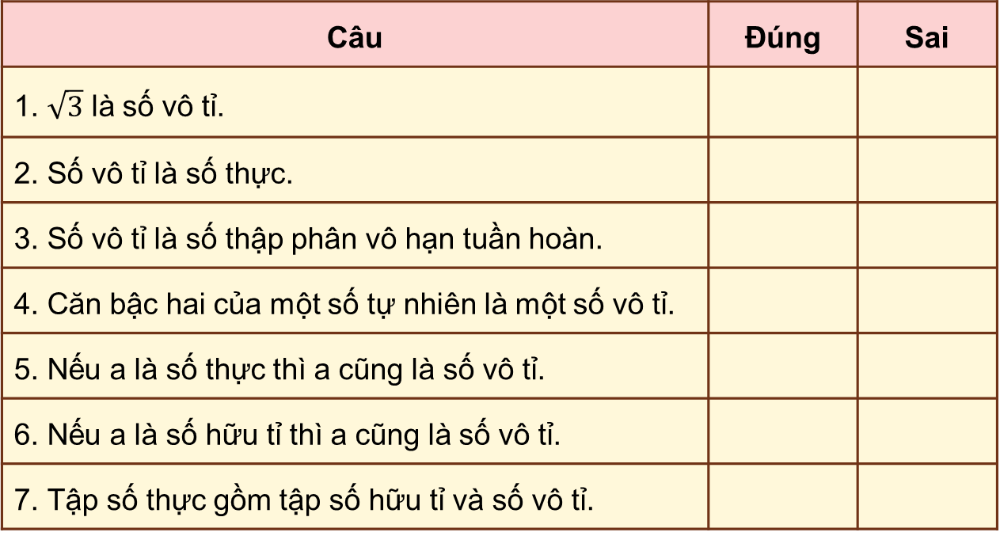 Câu Đúng Sai
1. √3 là số vô tỉ.
2. Số vô tỉ là số thực.
3. Số vô tỉ là số thập phân vô hạn tuần hoàn.
4. Căn bậc hai của một số tự nhiên là một số vô tỉ.
5. Nếu a là số thực thì a cũng là số vô tỉ.
6. Nếu a là số hữu tỉ thì a cũng là số vô tỉ.
7. Tập số thực gồm tập số hữu tỉ và số vô tỉ.